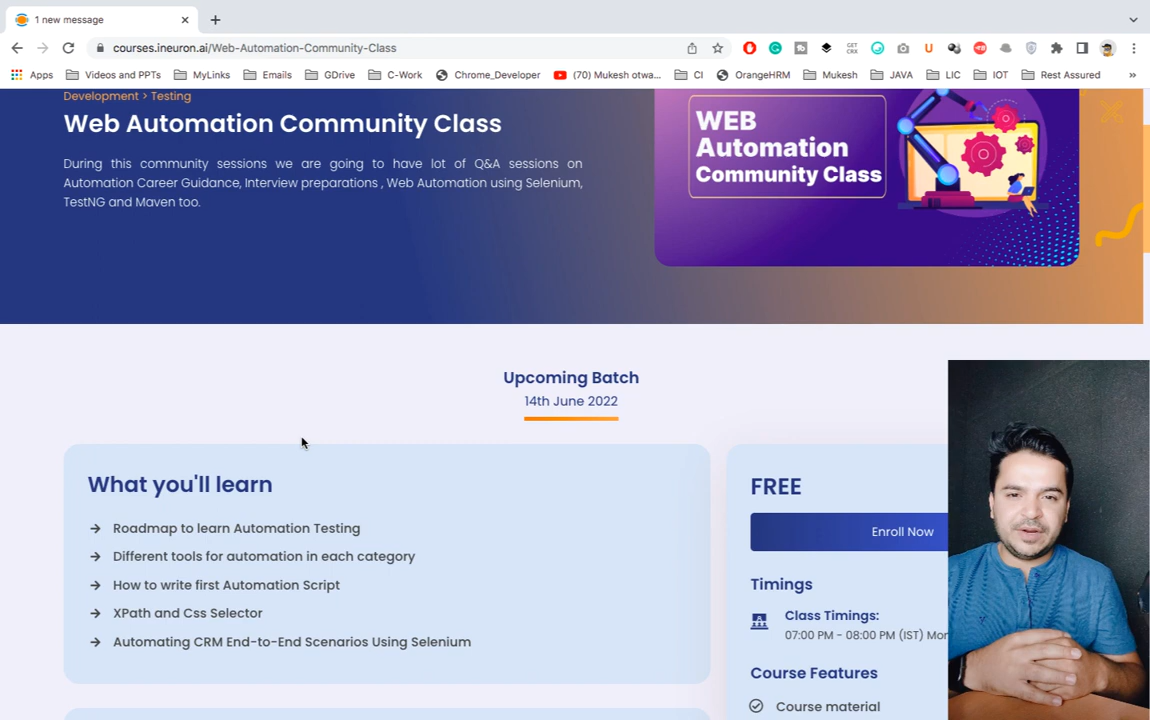 1 new message
courses.ineuron.ai/Web-Automation-Community-Class
GET
CRX
U
Apps
Videos and PPTs
MyLinks
Emails
GDrive
C-Work
Chrome_Developer
(70) Mukesh otwa...
CI
OrangeHRM
Mukesh
JAVA
LIC
IOT
Rest Assured
»
Development > Testing
Web Automation Community Class
During this community sessions we are going to have lot of Q&A sessions on
Automation Career Guidance, Interview preparations , Web Automation using Selenium,
TestNG and Maven too.
WEB
Automation
Community Class
Upcoming Batch
14th June 2022
What you'll learn
Roadmap to learn Automation Testing
Different tools for automation in each category
How to write first Automation Script
XPath and Css Selector
Automating CRM End-to-End Scenarios Using Selenium
FREE
Enroll Now
Timings
Class Timings:
07:00 PM - 08:00 PM (IST) Mon
Course Features
Course material